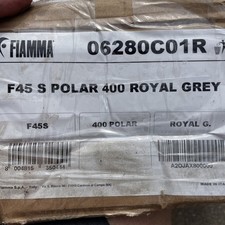 FIAMMA 06280C01R
F45 S POLAR 400 ROYAL GREY
F45S 400 POLAR ROYAL G.